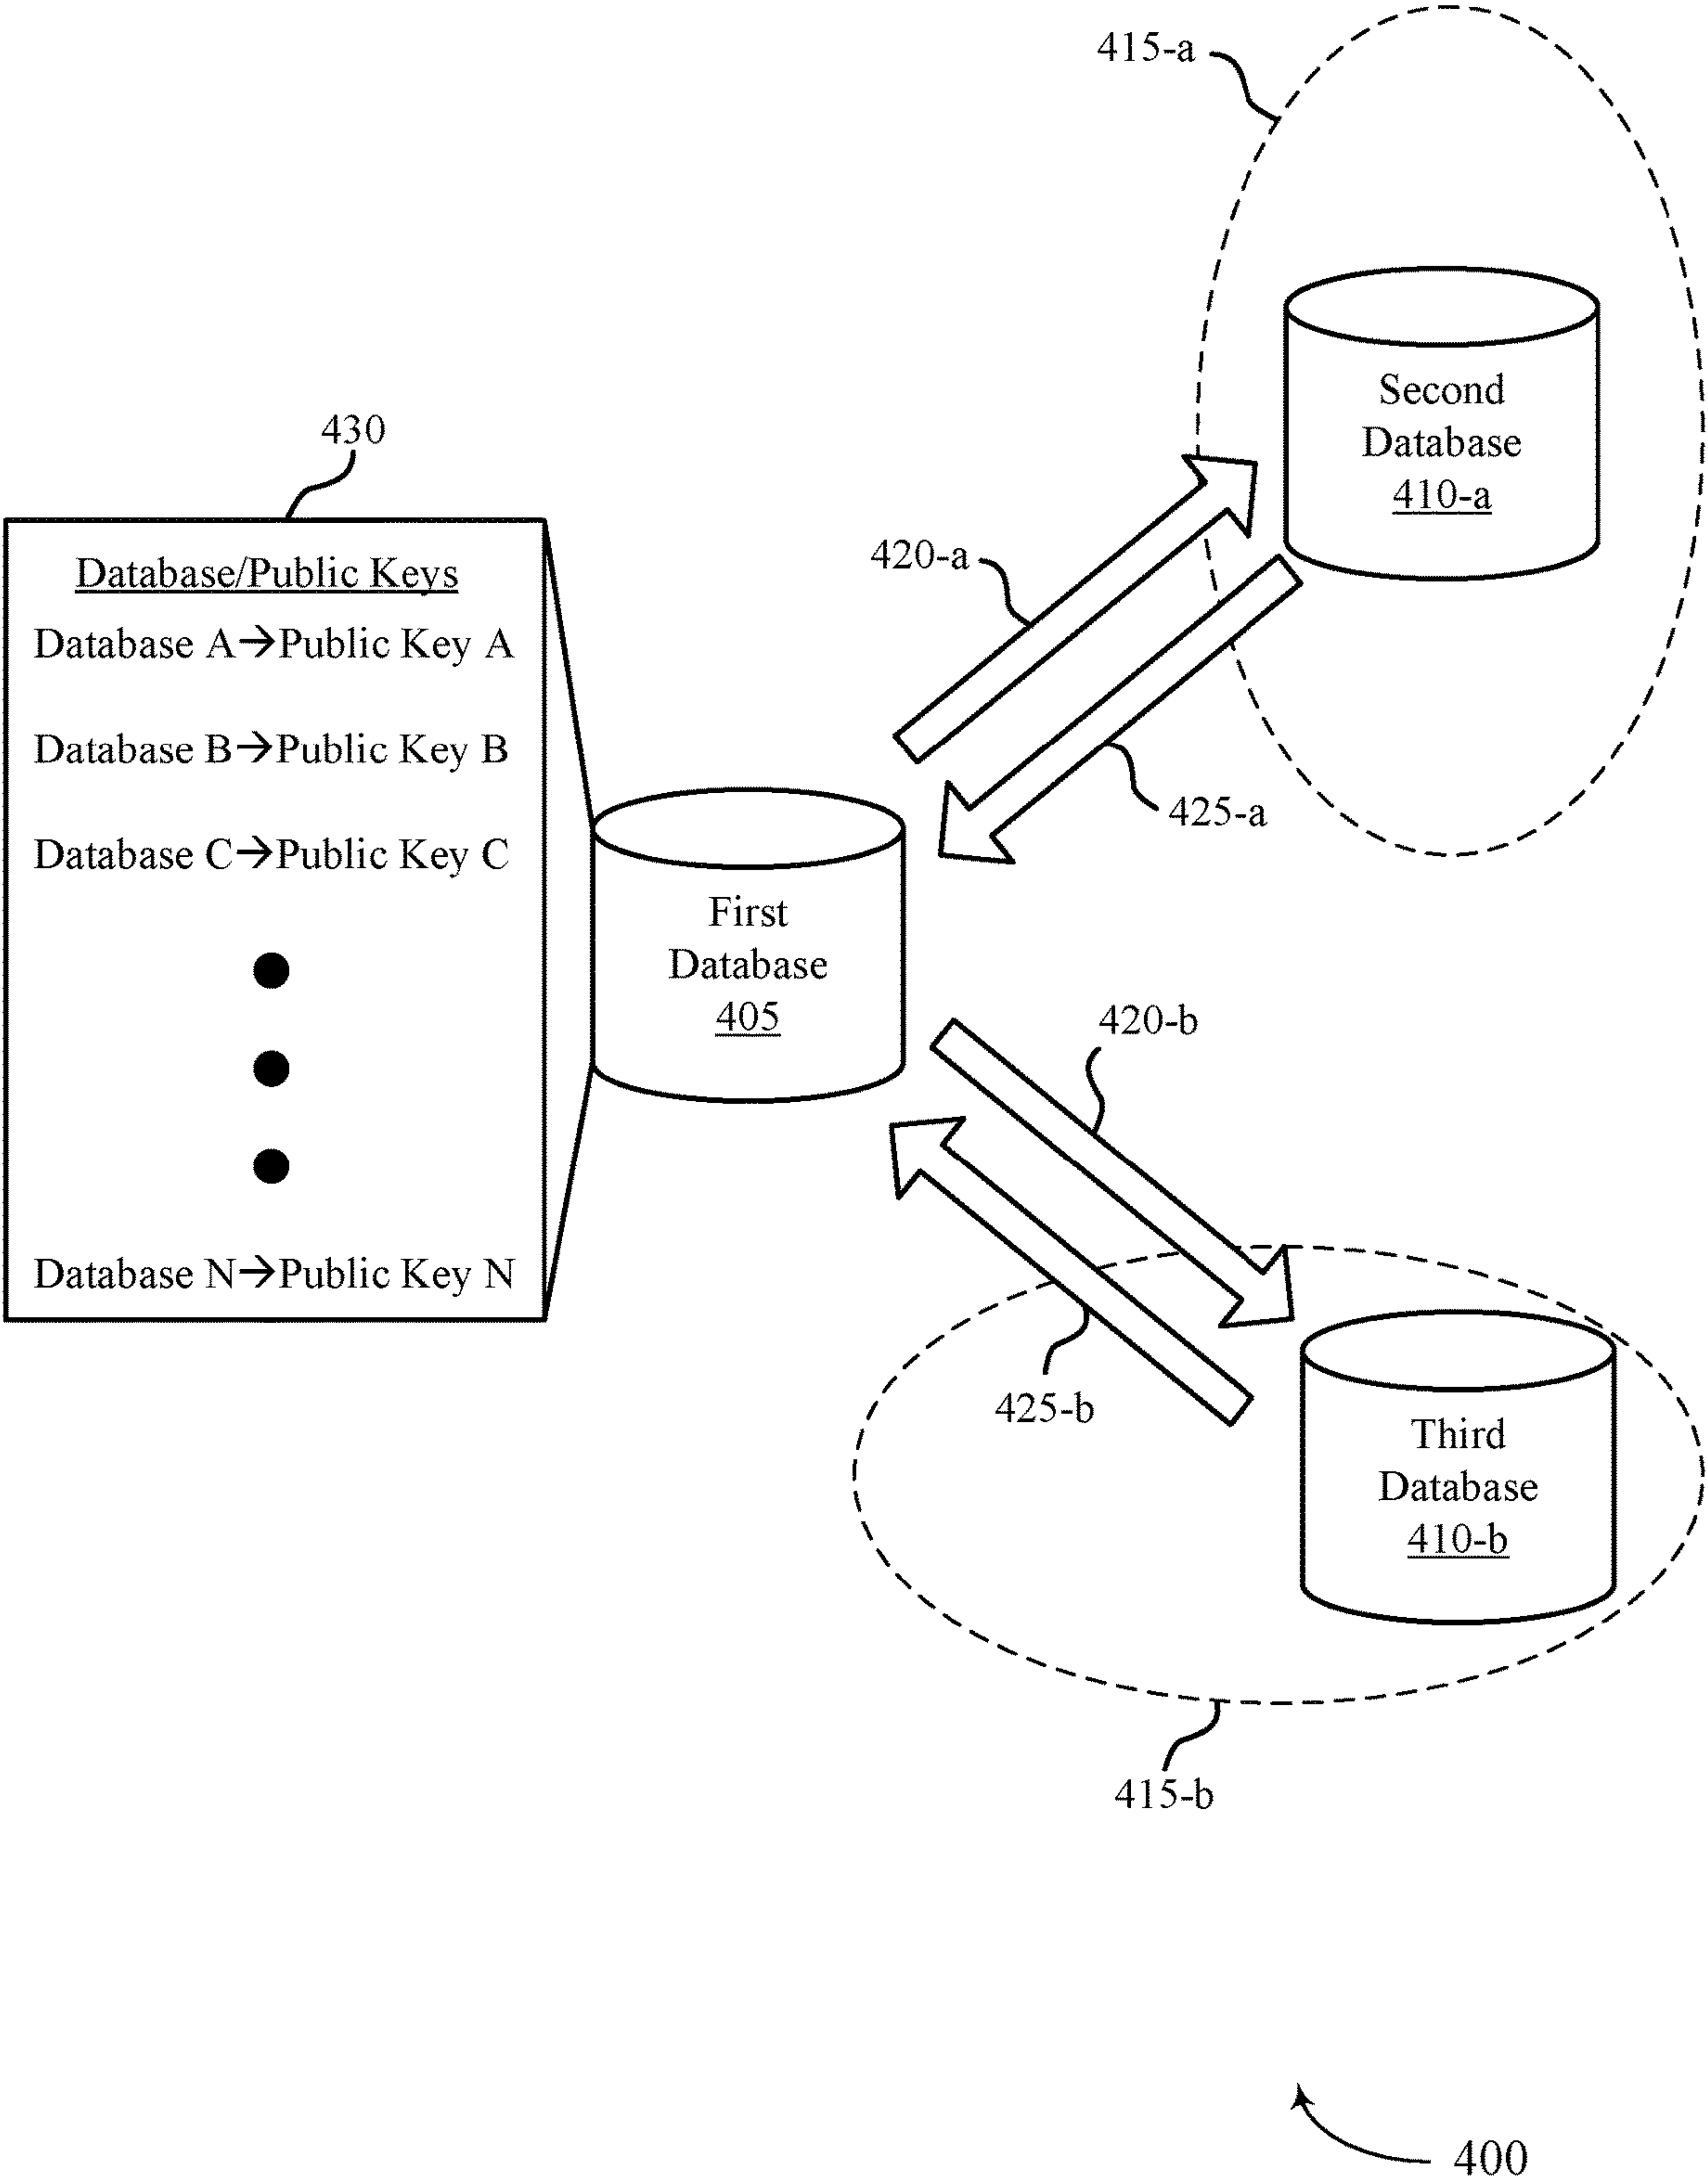 415-a
Second
Database
410-a
430
420-a
Database/Public Keys
Database A→Public Key A
Database B→Public Key B
Database C→Public Key C
Database N→Public Key N
425-a
First
Database
405
420-b
425-b
Third
Database
410-b
415-b
400